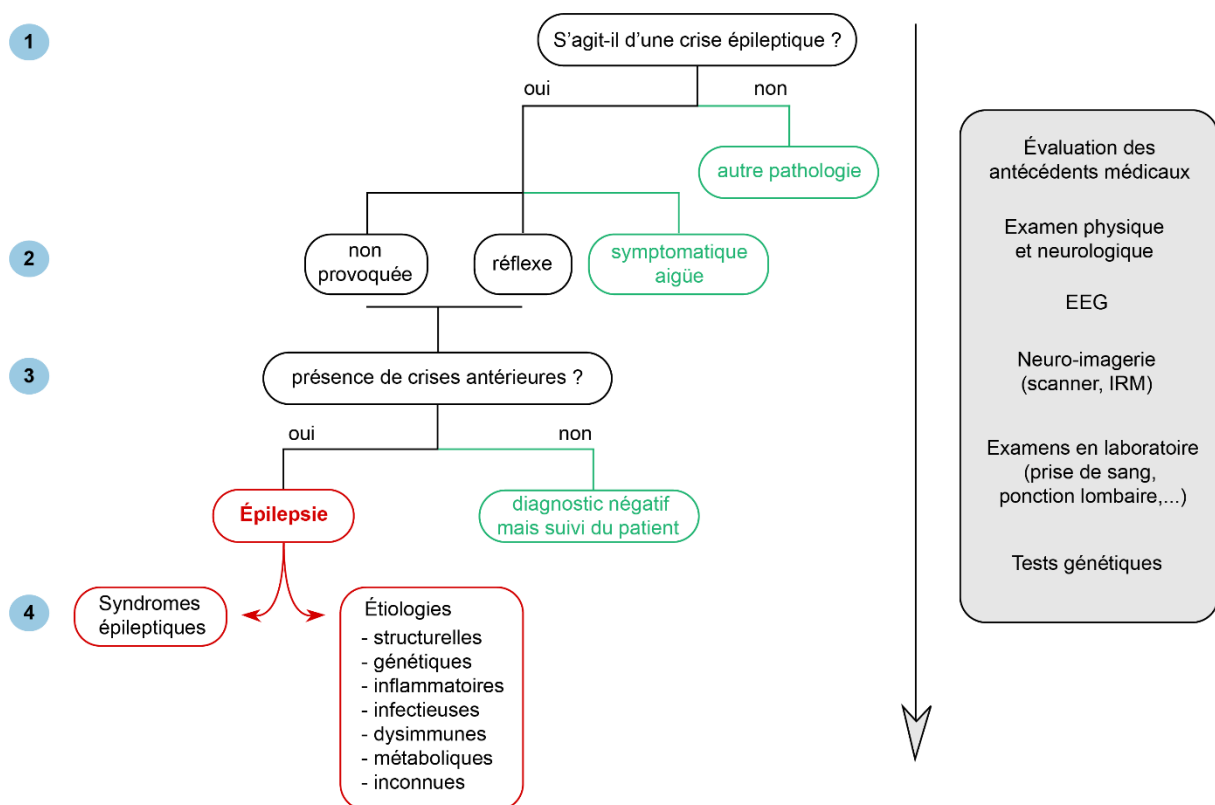 1
S'agit-il d'une crise épileptique ?
oui
non
autre pathologie
2
non
provoquée
réflexe
symptomatique
aigüe
3
présence de crises antérieures ?
oui
non
Épilepsie
diagnostic négatif
mais suivi du patient
4
Syndromes
épileptiques
Étiologies
- structurelles
- génétiques
- inflammatoires
- infectieuses
- dysimmunes
- métaboliques
- inconnues
Évaluation des
antécédents médicaux
Examen physique
et neurologique
EEG
Neuro-imagerie
(scanner, IRM)
Examens en laboratoire
(prise de sang,
ponction lombaire,...)
Tests génétiques